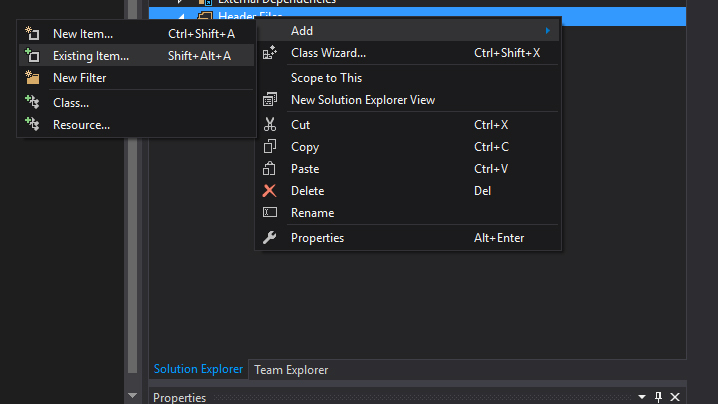 External Dependencies
Header Files
New Item... Ctrl+Shift+A
Existing Item... Shift+Alt+A
New Filter
Class...
Resource...
Add
Class Wizard... Ctrl+Shift+X
Scope to This
New Solution Explorer View
Cut Ctrl+X
Copy Ctrl+C
Paste Ctrl+V
Delete Del
Rename
Properties Alt+Enter
Solution Explorer Team Explorer
Properties